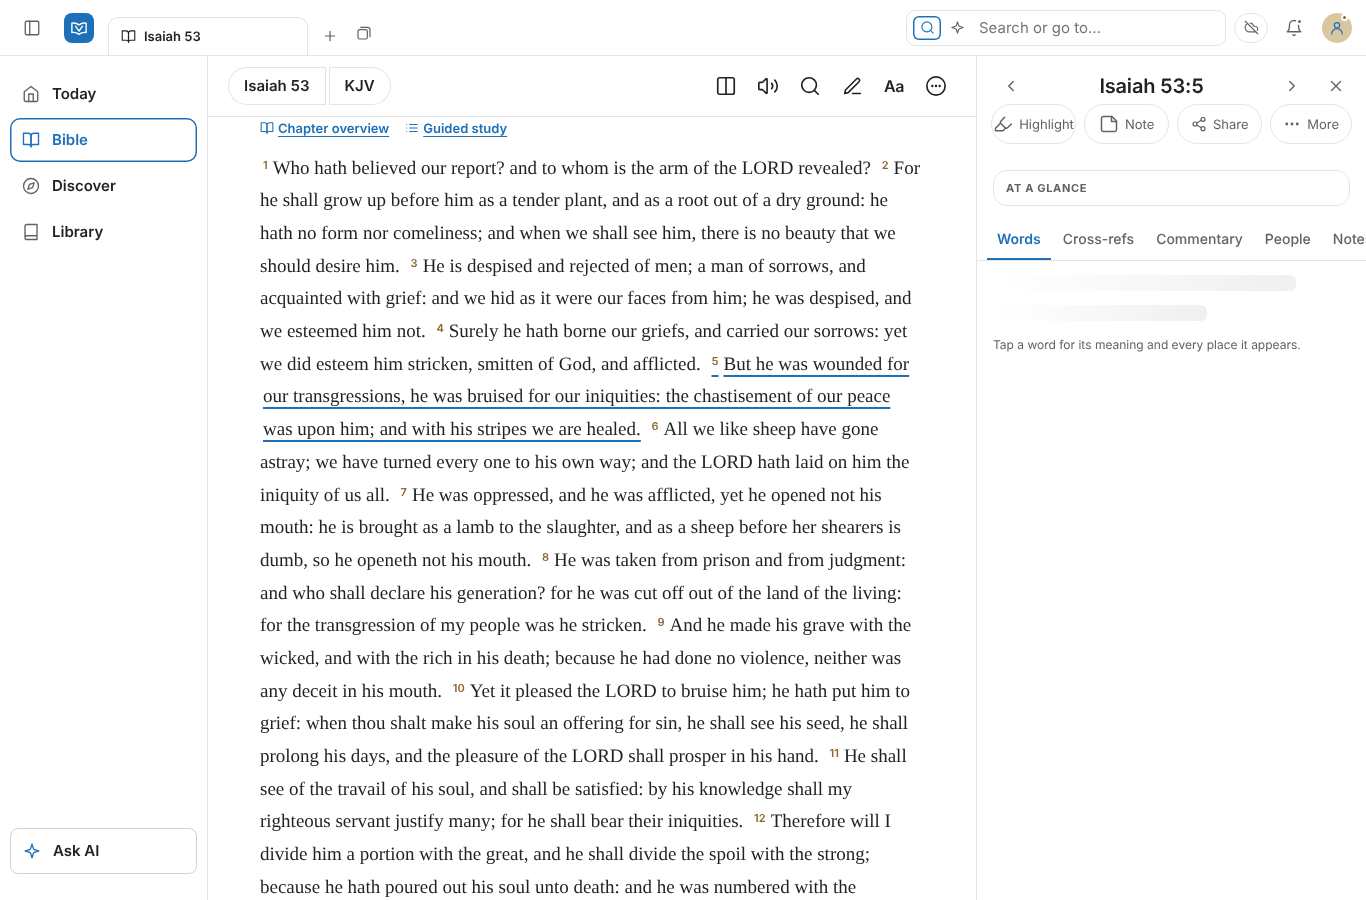 Isaiah 53
Search or go to...
Today
Bible
Discover
Library
Ask AI
Isaiah 53 KJV
Aa
Chapter overview Guided study
1 Who hath believed our report? and to whom is the arm of the LORD revealed? 2 For
he shall grow up before him as a tender plant, and as a root out of a dry ground: he
hath no form nor comeliness; and when we shall see him, there is no beauty that we
should desire him. 3 He is despised and rejected of men; a man of sorrows, and
acquainted with grief: and we hid as it were our faces from him; he was despised, and
we esteemed him not. 4 Surely he hath borne our griefs, and carried our sorrows: yet
we did esteem him stricken, smitten of God, and afflicted. 5 But he was wounded for
our transgressions, he was bruised for our iniquities: the chastisement of our peace
was upon him; and with his stripes we are healed. 6 All we like sheep have gone
astray; we have turned every one to his own way; and the LORD hath laid on him the
iniquity of us all. 7 He was oppressed, and he was afflicted, yet he opened not his
mouth: he is brought as a lamb to the slaughter, and as a sheep before her shearers is
dumb, so he openeth not his mouth. 8 He was taken from prison and from judgment:
and who shall declare his generation? for he was cut off out of the land of the living:
for the transgression of my people was he stricken. 9 And he made his grave with the
wicked, and with the rich in his death; because he had done no violence, neither was
any deceit in his mouth. 10 Yet it pleased the LORD to bruise him; he hath put him to
grief: when thou shalt make his soul an offering for sin, he shall see his seed, he shall
prolong his days, and the pleasure of the LORD shall prosper in his hand. 11 He shall
see of the travail of his soul, and shall be satisfied: by his knowledge shall my
righteous servant justify many; for he shall bear their iniquities. 12 Therefore will I
divide him a portion with the great, and he shall divide the spoil with the strong;
because he hath poured out his soul unto death: and he was numbered with the
Isaiah 53:5
Highlight Note Share More
AT A GLANCE
Words Cross-refs Commentary People Note
Tap a word for its meaning and every place it appears.